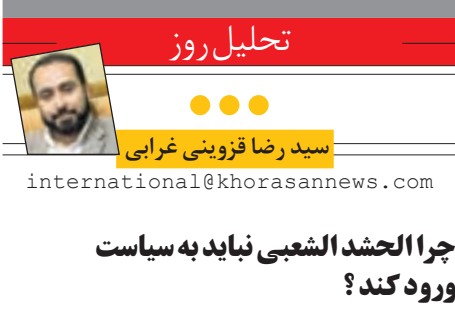 تحلیل روز
سید رضا قزوینی غرابی
international@khorasannews.com
چرا الحشد الشعبی نباید به سیاست
ورود کند ؟